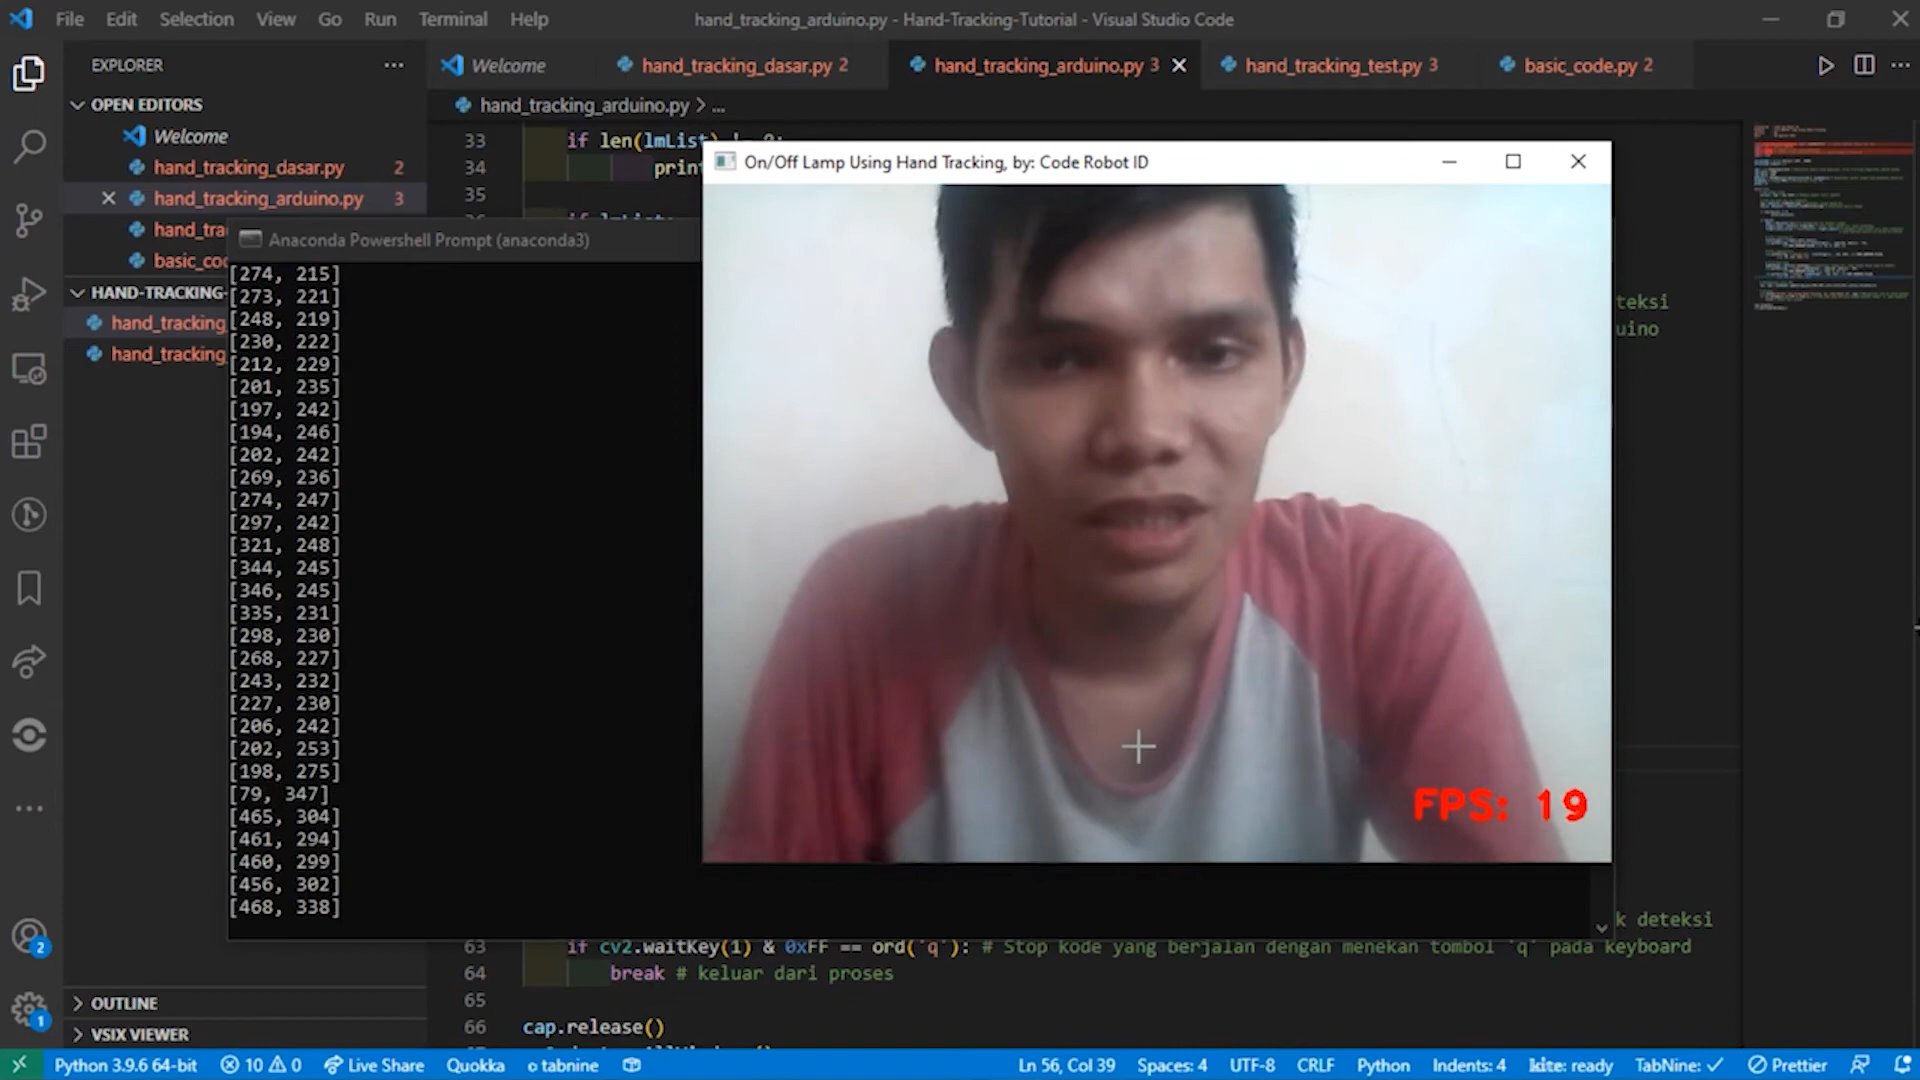 File Edit Selection View Go Run Terminal Help
hand_tracking_arduino.py - Hand-Tracking-Tutorial - Visual Studio Code
EXPLORER
Welcome
hand_tracking_dasar.py 2
hand_tracking_arduino.py 3
hand_tracking_test.py 3
basic_code.py 2
OPEN EDITORS
Welcome
hand_tracking_dasar.py 2
hand_tracking_arduino.py 3
hand_tra
basic_co
HAND-TRACKING-
hand_tracking
hand_tracking
OUTLINE
VSIX VIEWER
hand_tracking_arduino.py > ...
33 if len(lmList) != 0:
34 prin
35
On/Off Lamp Using Hand Tracking, by: Code Robot ID
FPS: 19
Anaconda Powershell Prompt (anaconda3)
[274, 215]
[273, 221]
[248, 219]
[230, 222]
[212, 229]
[201, 235]
[197, 242]
[194, 246]
[202, 242]
[269, 236]
[274, 247]
[297, 242]
[321, 248]
[344, 245]
[346, 245]
[335, 231]
[298, 230]
[268, 227]
[243, 232]
[227, 230]
[206, 242]
[202, 253]
[198, 275]
[79, 347]
[465, 304]
[461, 294]
[460, 299]
[456, 302]
[468, 338]
teksi
uino
k deteksi
63 if cv2.waitKey(1) & 0xFF == ord('q'): # Stop kode yang berjalan dengan menekan tombol 'q' pada keyboard
64 break # keluar dari proses
65
66 cap.release()
2
1
Python 3.9.6 64-bit 10 0 Live Share Quokka tabnine Ln 56, Col 39 Spaces: 4 UTF-8 CRLF Python Indents: 4 kite: ready TabNine: ✓ Prettier